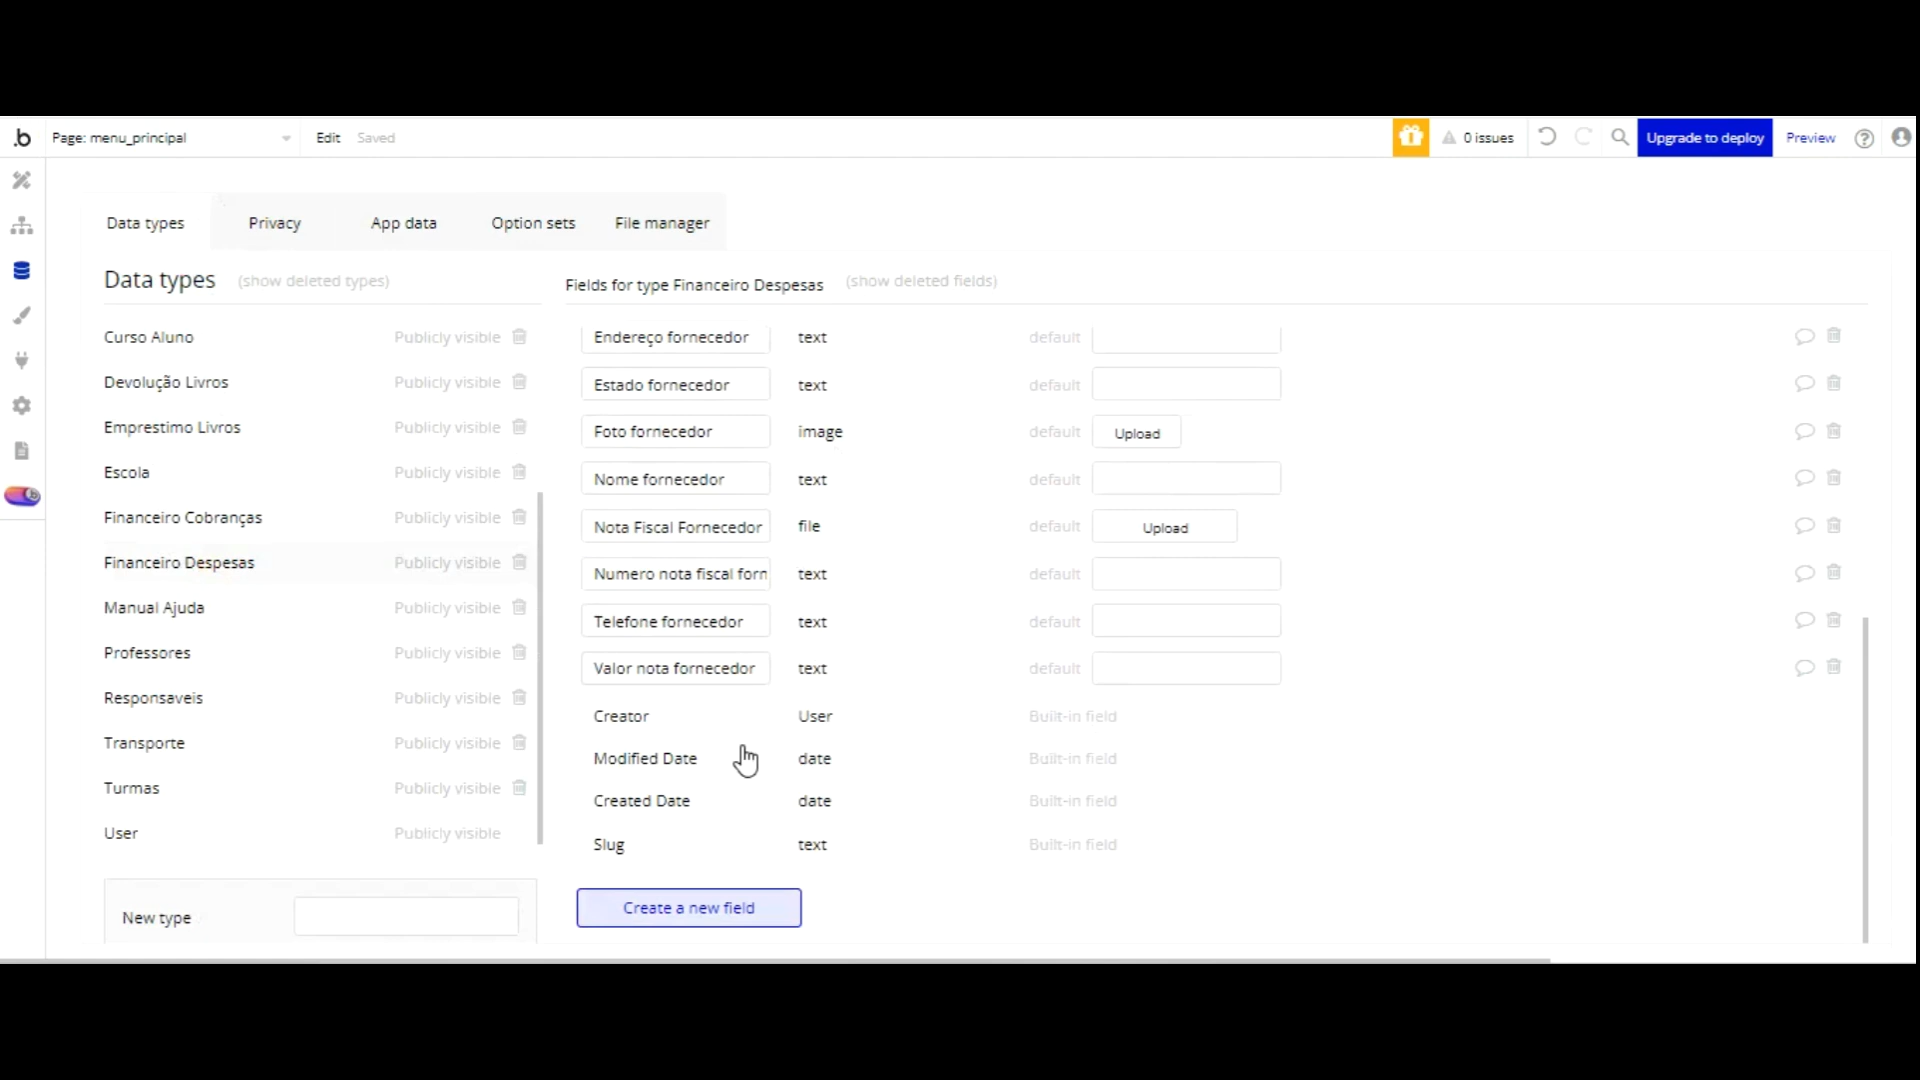 .b Page: menu_principal Edit Saved 0 issues Upgrade to deploy Preview
Data types Privacy App data Option sets File manager
Data types (show deleted types)
Fields for type Financeiro Despesas (show deleted fields)
Curso Aluno Publicly visible
Devolução Livros Publicly visible
Emprestimo Livros Publicly visible
Escola Publicly visible
Financeiro Cobranças Publicly visible
Financeiro Despesas Publicly visible
Manual Ajuda Publicly visible
Professores Publicly visible
Responsaveis Publicly visible
Transporte Publicly visible
Turmas Publicly visible
User Publicly visible
New type
Endereço fornecedor text default
Estado fornecedor text default
Foto fornecedor image default Upload
Nome fornecedor text default
Nota Fiscal Fornecedor file default Upload
Numero nota fiscal forn text default
Telefone fornecedor text default
Valor nota fornecedor text default
Creator User Built-in field
Modified Date date Built-in field
Created Date date Built-in field
Slug text Built-in field
Create a new field